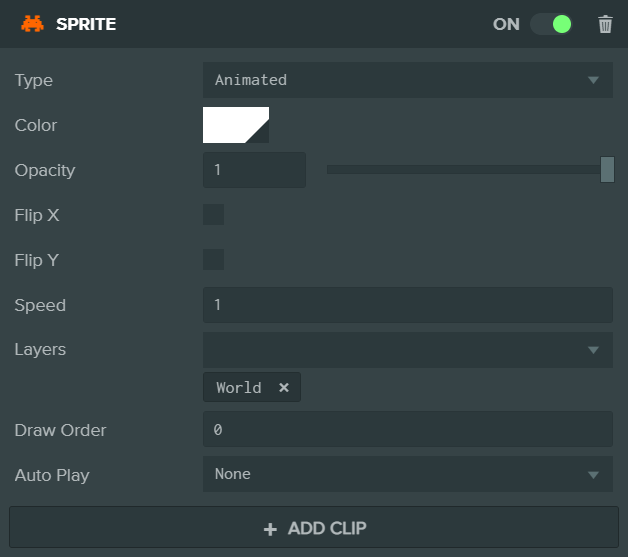 SPRITE ON
Type Animated
Color
Opacity 1
Flip X
Flip Y
Speed 1
Layers
World ×
Draw Order 0
Auto Play None
+ ADD CLIP